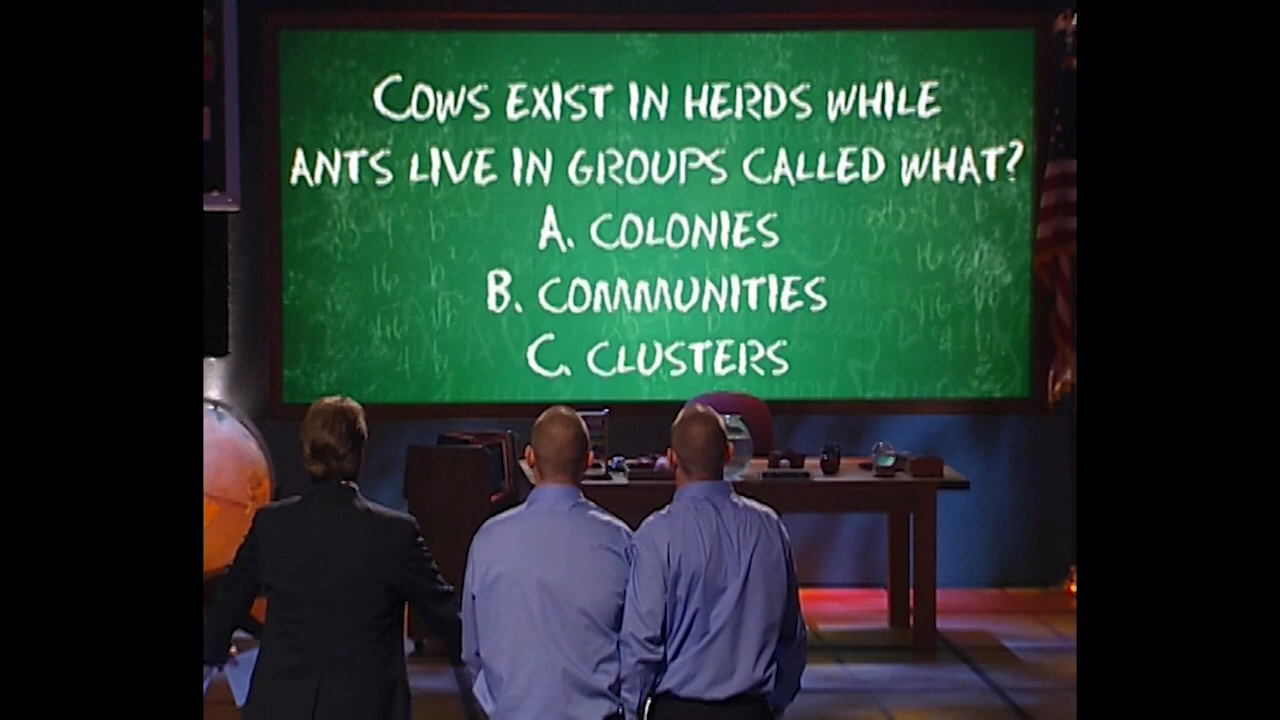 COWS EXIST IN HERDS WHILE
ANTS LIVE IN GROUPS CALLED WHAT?
A. COLONIES
B. COMMUNITIES
C. CLUSTERS